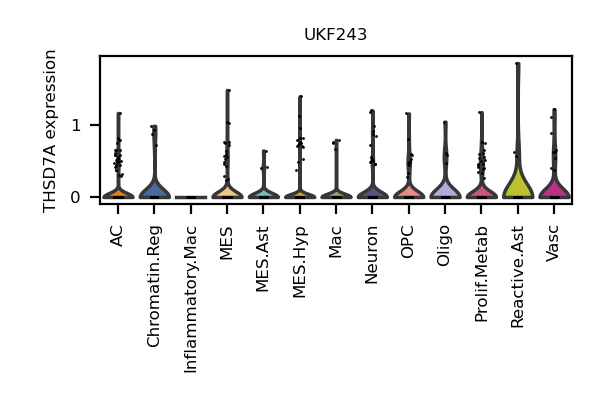 UKF243
THSD7A expression
1
0
AC
Chromatin.Reg
Inflammatory.Mac
MES
MES.Ast
MES.Hyp
Mac
Neuron
OPC
Oligo
Prolif.Metab
Reactive.Ast
Vasc